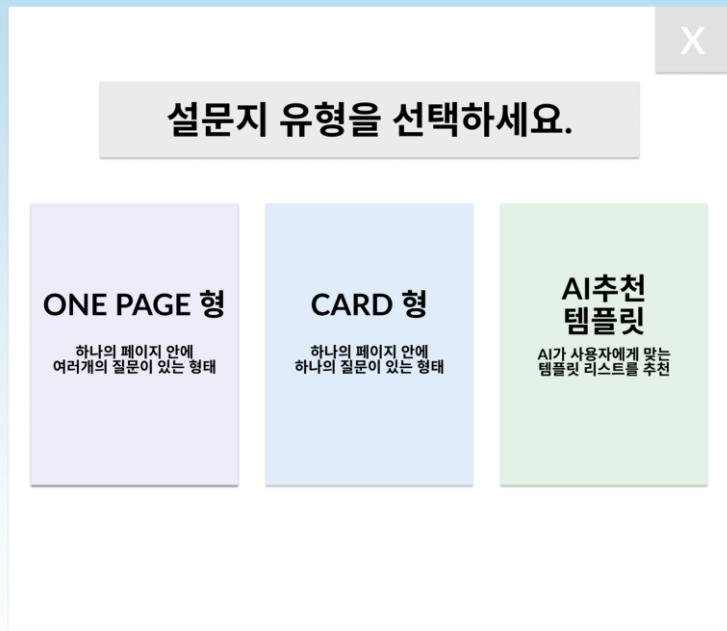 X
설문지 유형을 선택하세요.
ONE PAGE 형
하나의 페이지 안에
여러개의 질문이 있는 형태
CARD 형
하나의 페이지 안에
하나의 질문이 있는 형태
AI추천
템플릿
AI가 사용자에게 맞는
템플릿 리스트를 추천